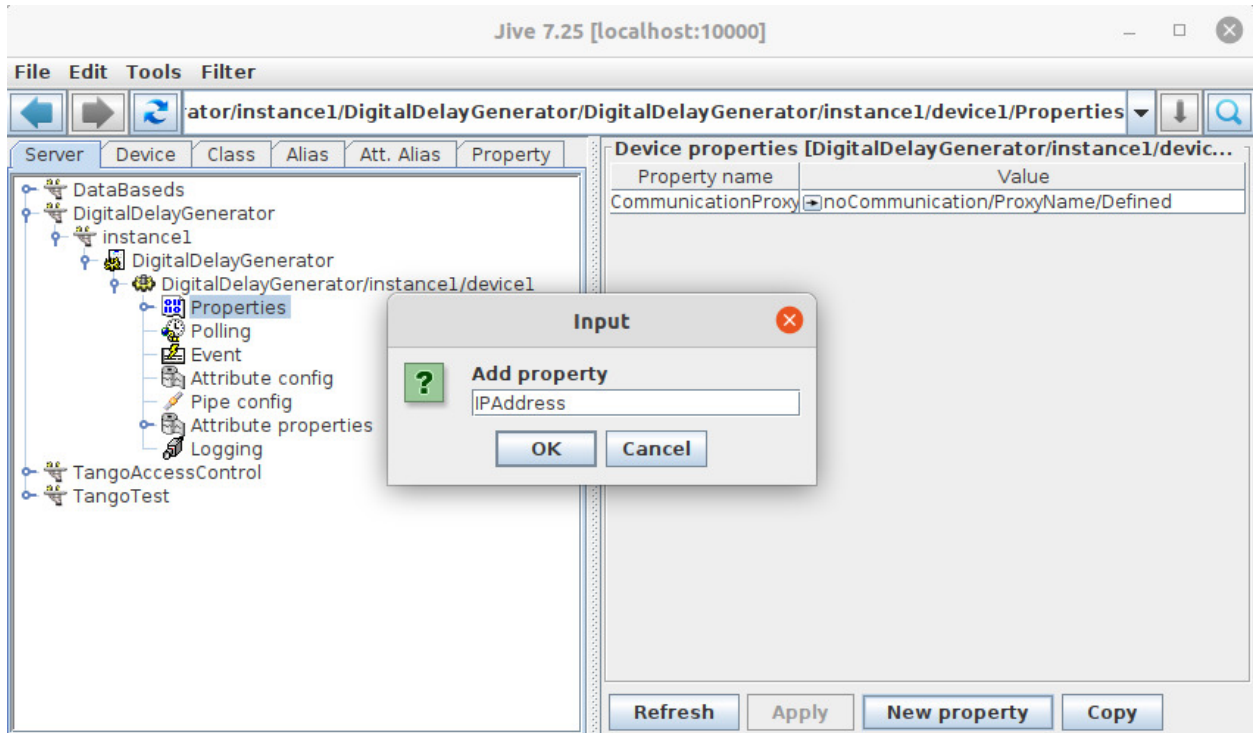 Jive 7.25 [localhost:10000]
File Edit Tools Filter
ator/instance1/DigitalDelayGenerator/DigitalDelayGenerator/instance1/device1/Properties
Server Device Class Alias Att. Alias Property
DataBaseds
DigitalDelayGenerator
instance1
DigitalDelayGenerator
DigitalDelayGenerator/instance1/device1
Properties
Polling
Event
Attribute config
Pipe config
Attribute properties
Logging
TangoAccessControl
TangoTest
Device properties [DigitalDelayGenerator/instance1/devic...
Property name Value
CommunicationProxy noCommunication/ProxyName/Defined
Input
Add property
IPAddress
OK Cancel
Refresh Apply New property Copy